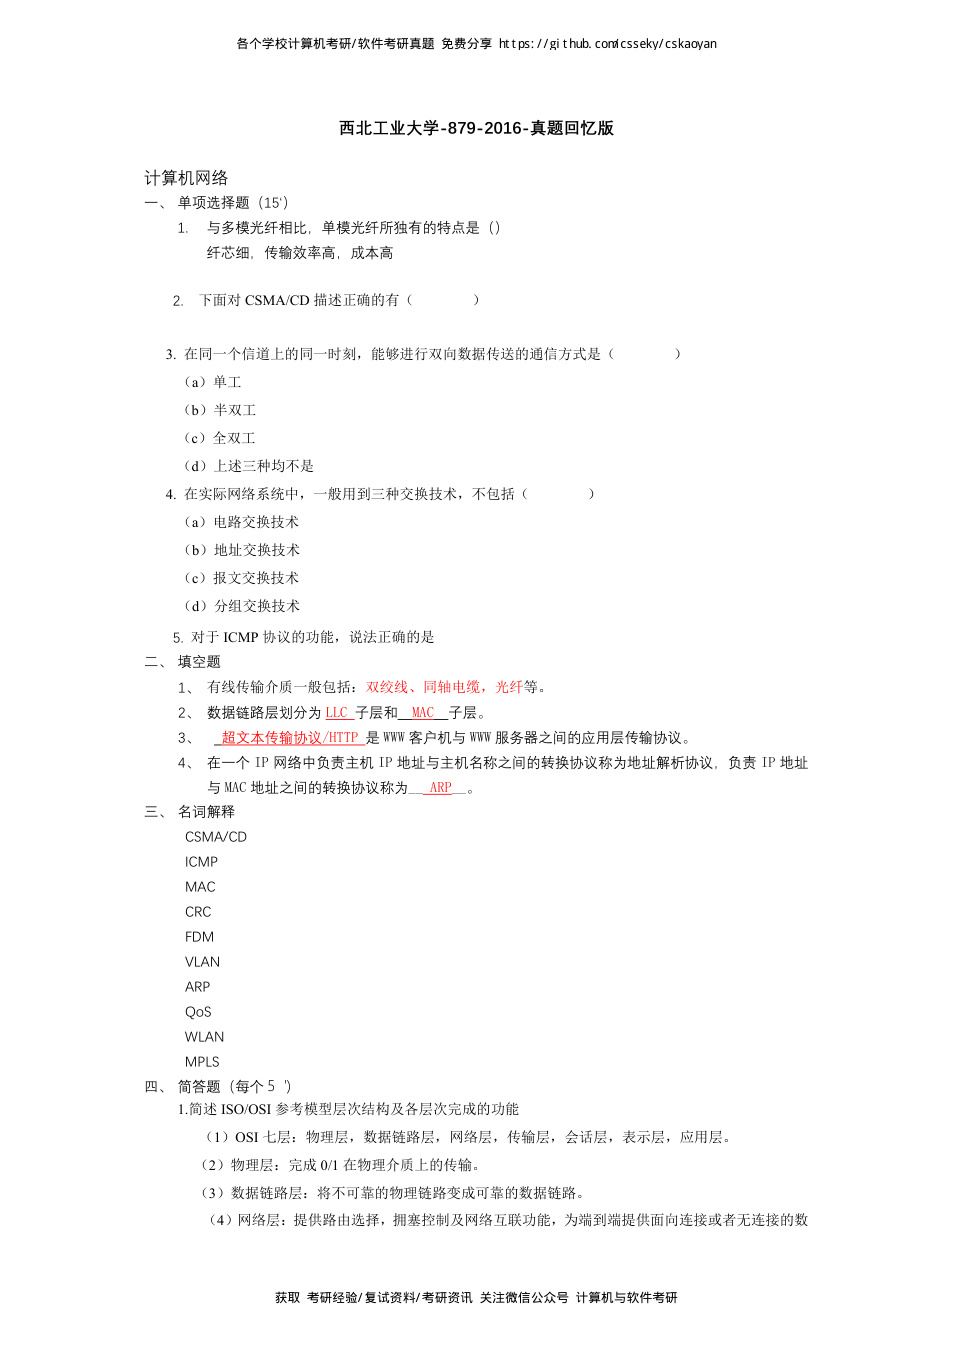 各个学校计算机考研/软件考研真题 免费分享 https://github.com/csseky/cskaoyan
西北工业大学-879-2016-真题回忆版
计算机网络
一、 单项选择题（15‘）
1. 与多模光纤相比，单模光纤所独有的特点是（）
纤芯细，传输效率高，成本高
2. 下面对 CSMA/CD 描述正确的有（ ）
3. 在同一个信道上的同一时刻，能够进行双向数据传送的通信方式是（ ）
（a）单工
（b）半双工
（c）全双工
（d）上述三种均不是
4. 在实际网络系统中，一般用到三种交换技术，不包括（ ）
（a）电路交换技术
（b）地址交换技术
（c）报文交换技术
（d）分组交换技术
5. 对于 ICMP 协议的功能，说法正确的是
二、 填空题
1、 有线传输介质一般包括：双绞线、同轴电缆，光纤等。
2、 数据链路层划分为 LLC 子层和 MAC 子层。
3、 超文本传输协议/HTTP 是 WWW 客户机与 WWW 服务器之间的应用层传输协议。
4、 在一个 IP 网络中负责主机 IP 地址与主机名称之间的转换协议称为地址解析协议，负责 IP 地址
与 MAC 地址之间的转换协议称为__ARP__。
三、 名词解释
CSMA/CD
ICMP
MAC
CRC
FDM
VLAN
ARP
QoS
WLAN
MPLS
四、 简答题（每个 5 ’）
1.简述 ISO/OSI 参考模型层次结构及各层次完成的功能
（1）OSI 七层：物理层，数据链路层，网络层，传输层，会话层，表示层，应用层。
（2）物理层：完成 0/1 在物理介质上的传输。
（3）数据链路层：将不可靠的物理链路变成可靠的数据链路。
（4）网络层：提供路由选择，拥塞控制及网络互联功能，为端到端提供面向连接或者无连接的数
获取 考研经验/复试资料/考研资讯 关注微信公众号 计算机与软件考研